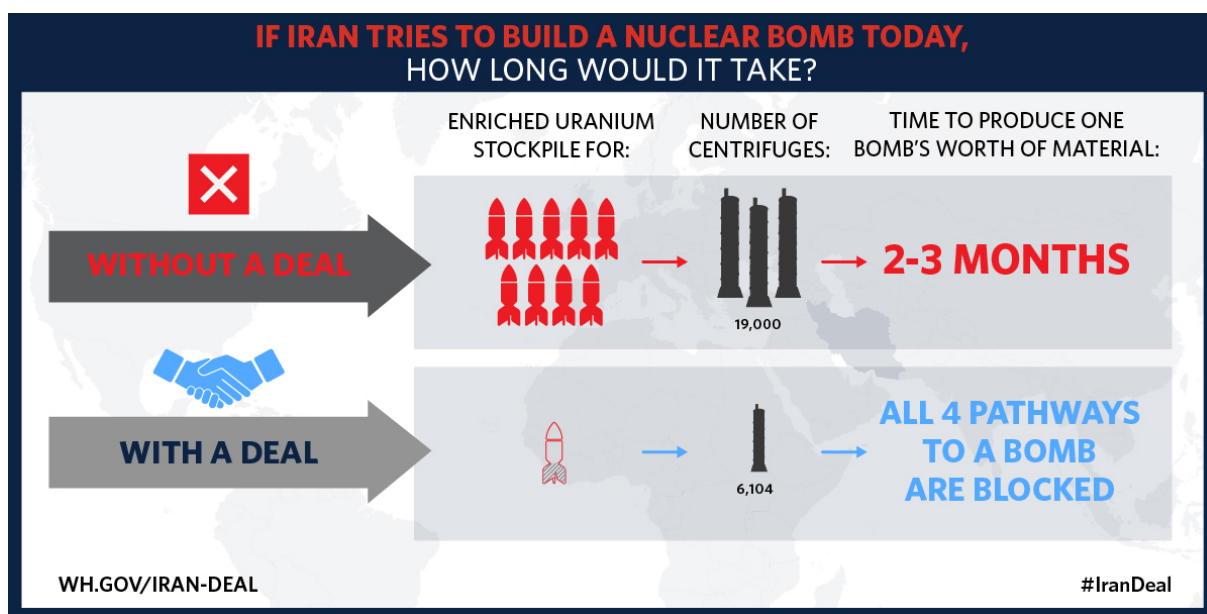 IF IRAN TRIES TO BUILD A NUCLEAR BOMB TODAY,
HOW LONG WOULD IT TAKE?
ENRICHED URANIUM
STOCKPILE FOR:
NUMBER OF
CENTRIFUGES:
TIME TO PRODUCE ONE
BOMB'S WORTH OF MATERIAL:
WITHOUT A DEAL
19,000
2-3 MONTHS
WITH A DEAL
6,104
ALL 4 PATHWAYS
TO A BOMB
ARE BLOCKED
WH.GOV/IRAN-DEAL
#IranDeal